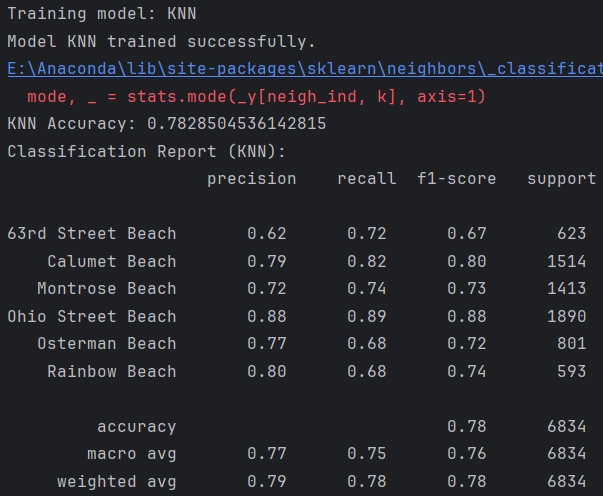 Training model: KNN
Model KNN trained successfully.
E:\Anaconda\lib\site-packages\sklearn\neighbors\_classificat
mode, _ = stats.mode(_y[neigh_ind, k], axis=1)
KNN Accuracy: 0.7828504536142815
Classification Report (KNN):
precision recall f1-score support
63rd Street Beach 0.62 0.72 0.67 623
Calumet Beach 0.79 0.82 0.80 1514
Montrose Beach 0.72 0.74 0.73 1413
Ohio Street Beach 0.88 0.89 0.88 1890
Osterman Beach 0.77 0.68 0.72 801
Rainbow Beach 0.80 0.68 0.74 593
accuracy 0.78 6834
macro avg 0.77 0.75 0.76 6834
weighted avg 0.79 0.78 0.78 6834